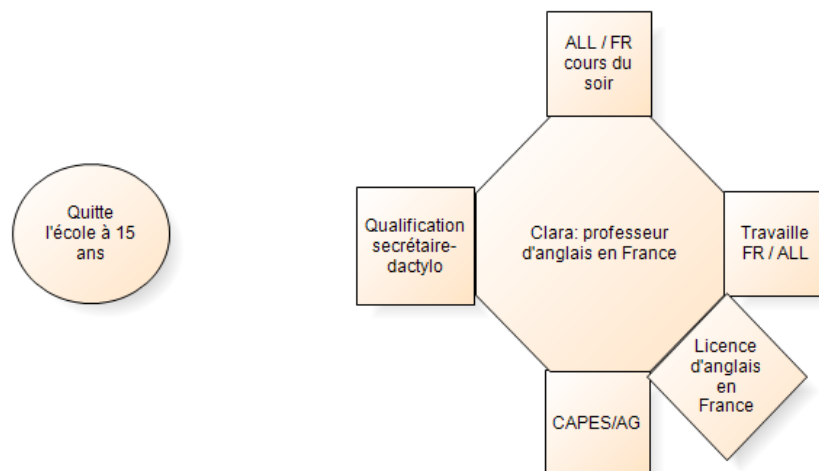 ALL / FR
cours du
soir
Quitte
l'école à 15
ans
Qualification
secrétaire-
dactylo
Clara: professeur
d'anglais en France
Travaille
FR / ALL
Licence
d'anglais
en
France
CAPES/AG